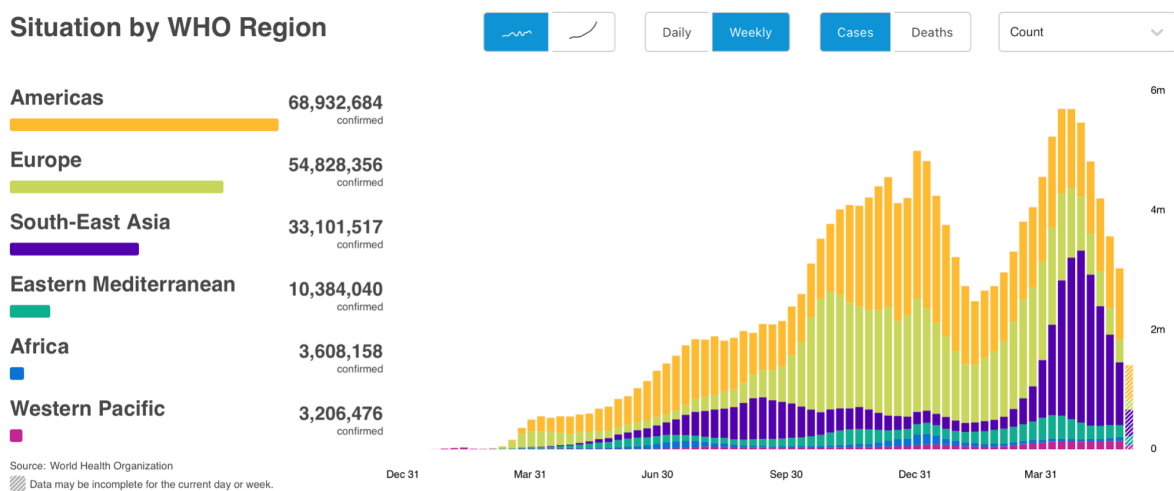 Situation by WHO Region
Daily
Weekly
Cases
Deaths
Count
Americas
68,932,684
confirmed
Europe
54,828,356
confirmed
South-East Asia
33,101,517
confirmed
Eastern Mediterranean
10,384,040
confirmed
Africa
3,608,158
confirmed
Western Pacific
3,206,476
confirmed
Source: World Health Organization
Data may be incomplete for the current day or week.
6m
4m
2m
0
Dec 31
Mar 31
Jun 30
Sep 30
Dec 31
Mar 31